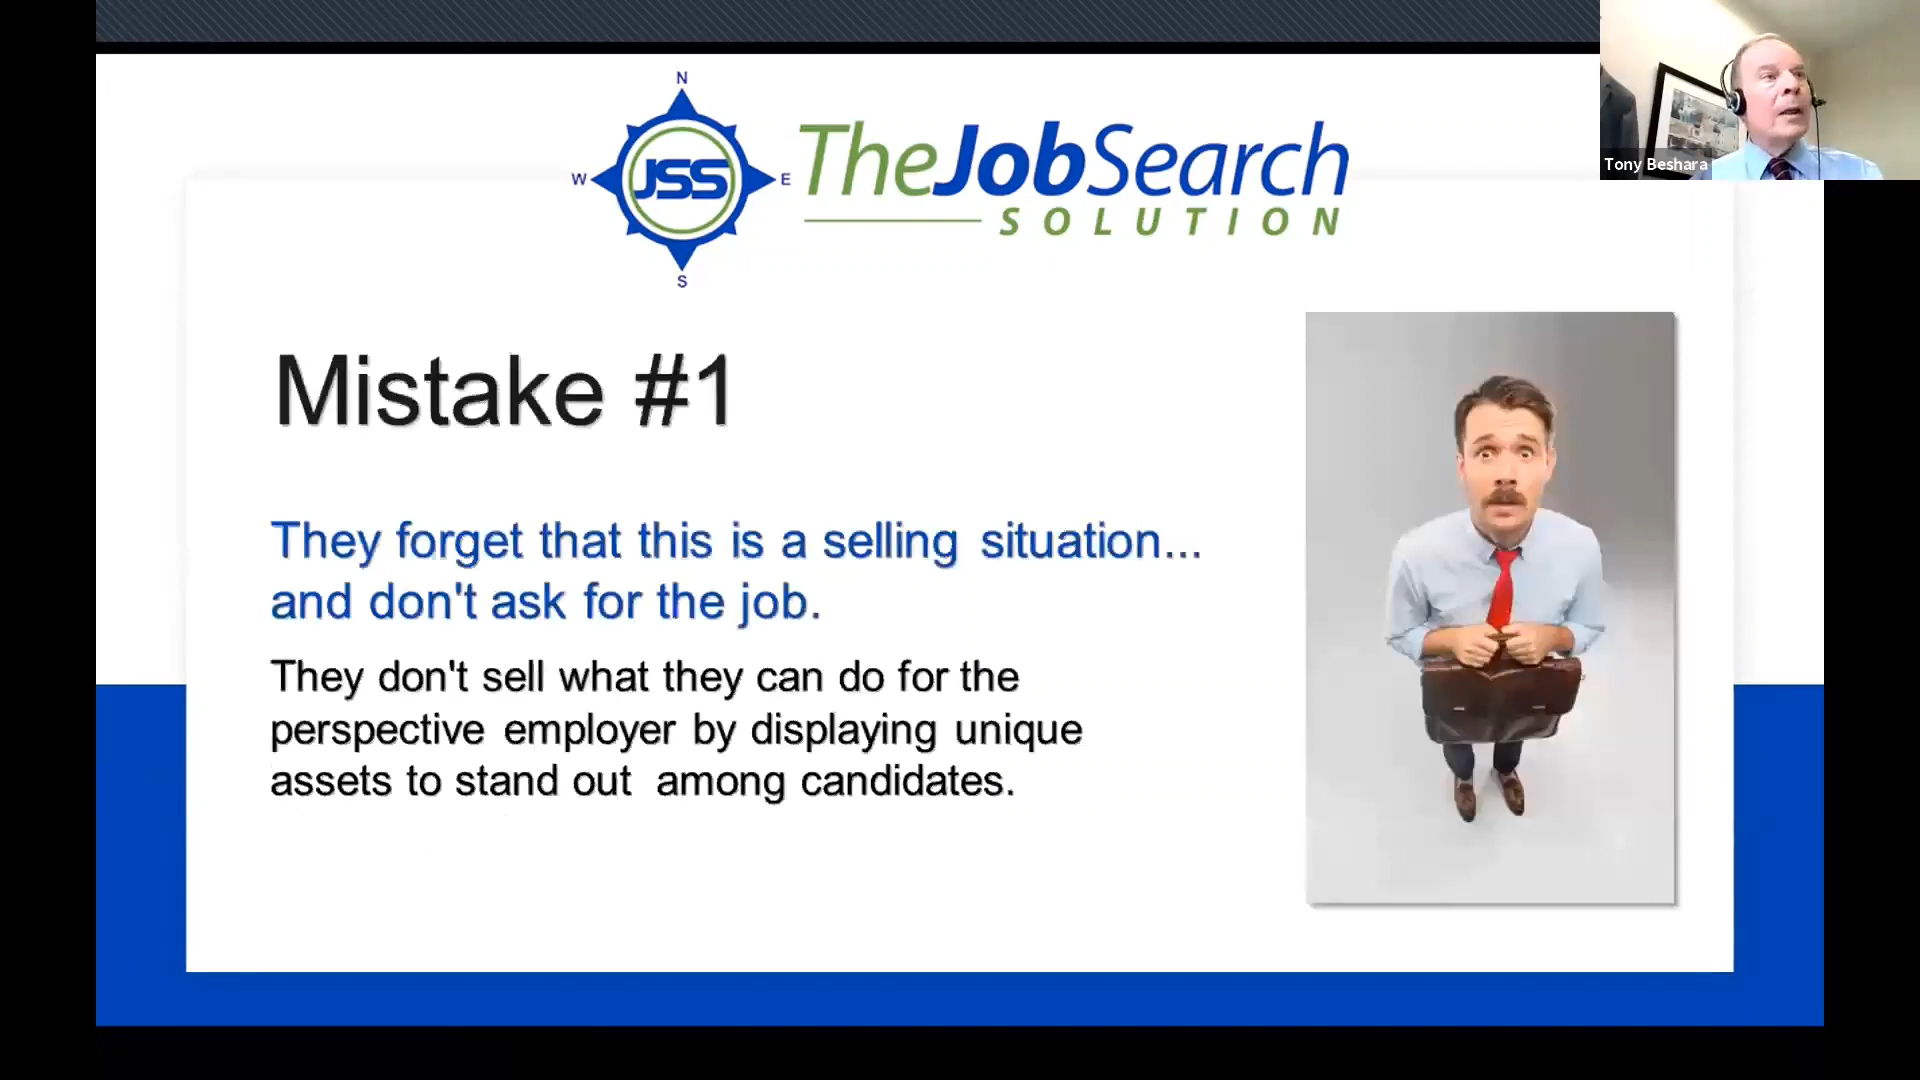 N
W
JSS
E
S
TheJobSearch
SOLUTION
Tony Beshara
Mistake #1
They forget that this is a selling situation...
and don't ask for the job.
They don't sell what they can do for the
perspective employer by displaying unique
assets to stand out among candidates.